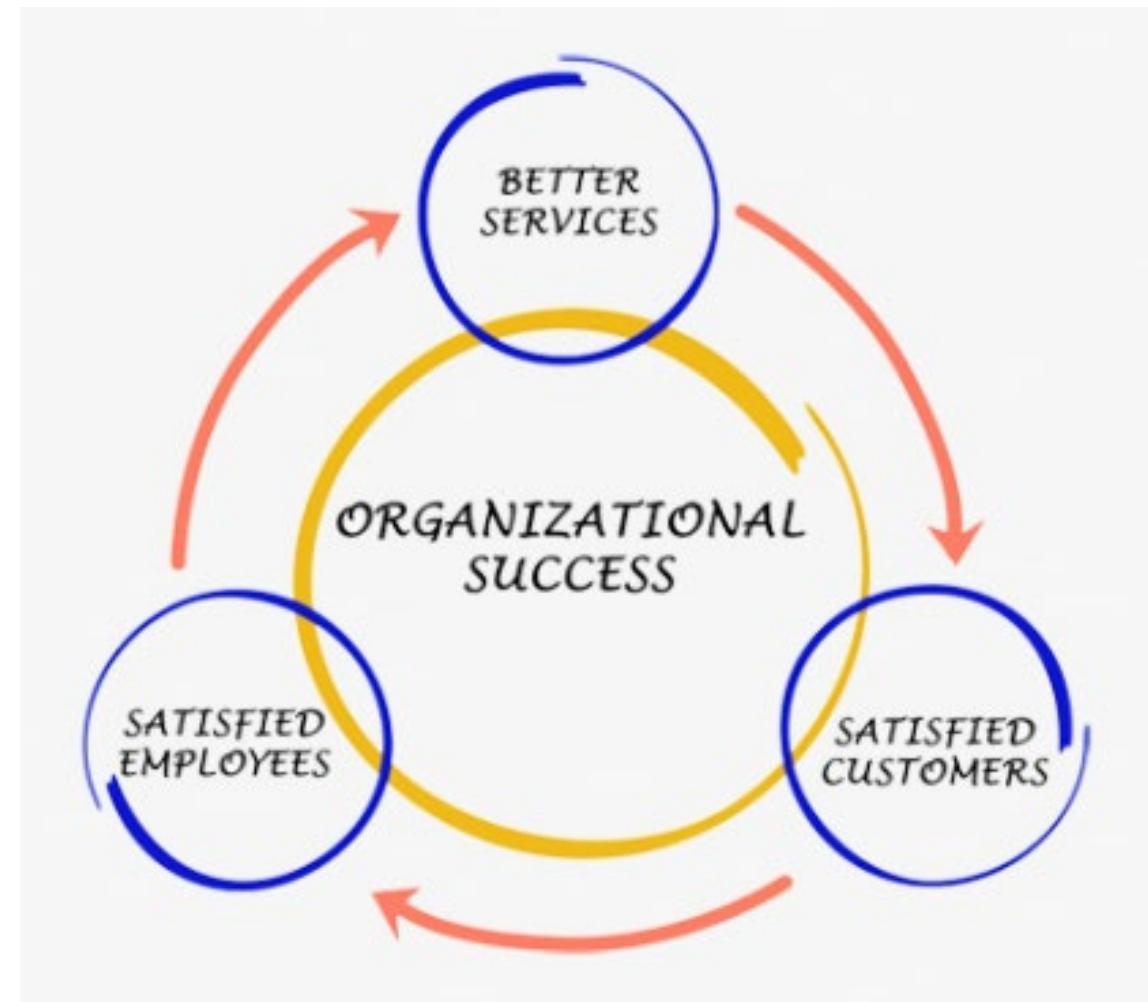 BETTER
SERVICES
ORGANIZATIONAL
SUCCESS
SATISFIED
EMPLOYEES
SATISFIED
CUSTOMERS